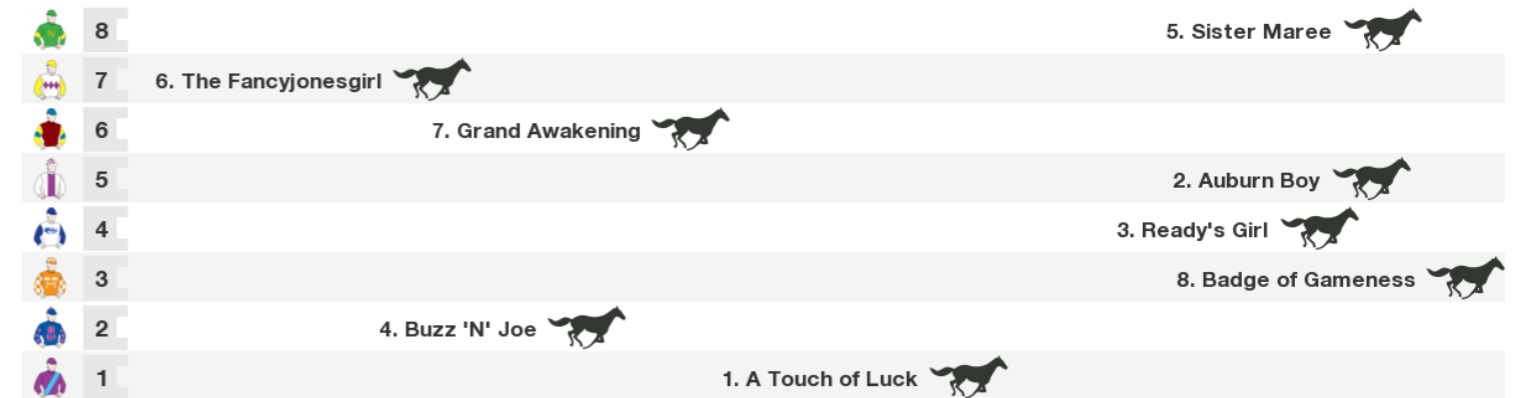 8 5. Sister Maree
7 6. The Fancyjonesgirl
6 7. Grand Awakening
5 2. Auburn Boy
4 3. Ready's Girl
3 8. Badge of Gameness
2 4. Buzz 'N' Joe
1 1. A Touch of Luck